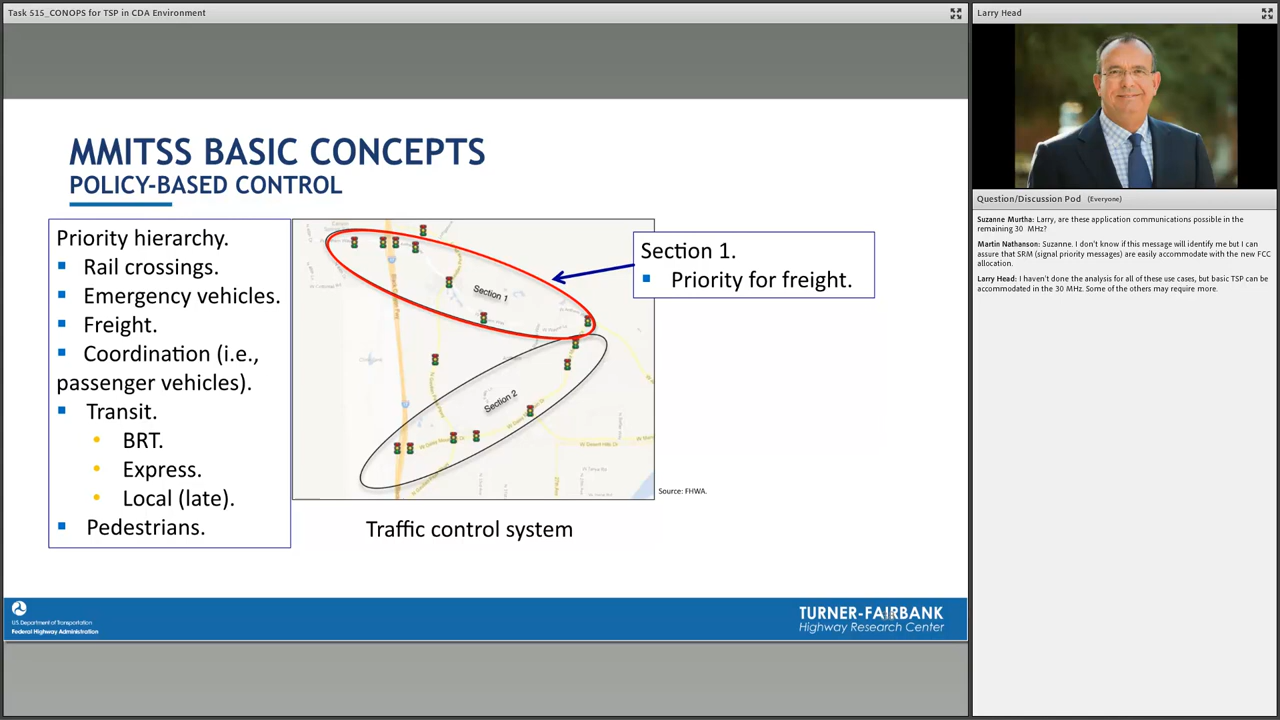 Task 515_CONOPS for TSP in CDA Environment
MMITSS BASIC CONCEPTS
POLICY-BASED CONTROL
Priority hierarchy.
Rail crossings.
Emergency vehicles.
Freight.
Coordination (i.e.,
passenger vehicles).
Transit.
BRT.
Express.
Local (late).
Pedestrians.
Section 1
Section 2
Section 1.
Priority for freight.
Source: FHWA.
Traffic control system
U.S. Department of Transportation
Federal Highway Administration
TURNER-FAIRBANK
Highway Research Center
Larry Head
Question/Discussion Pod (Everyone)
Suzanne Murtha: Larry, are these application communications possible in the
remaining 30 MHz?
Martin Nathanson: Suzanne. I don't know if this message will identify me but I can
assure that SRM (signal priority messages) are easily accommodated with the new FCC
allocation.
Larry Head: I haven't done the analysis for all of these use cases, but basic TSP can be
accommodated in the 30 MHz. Some of the others may require more.